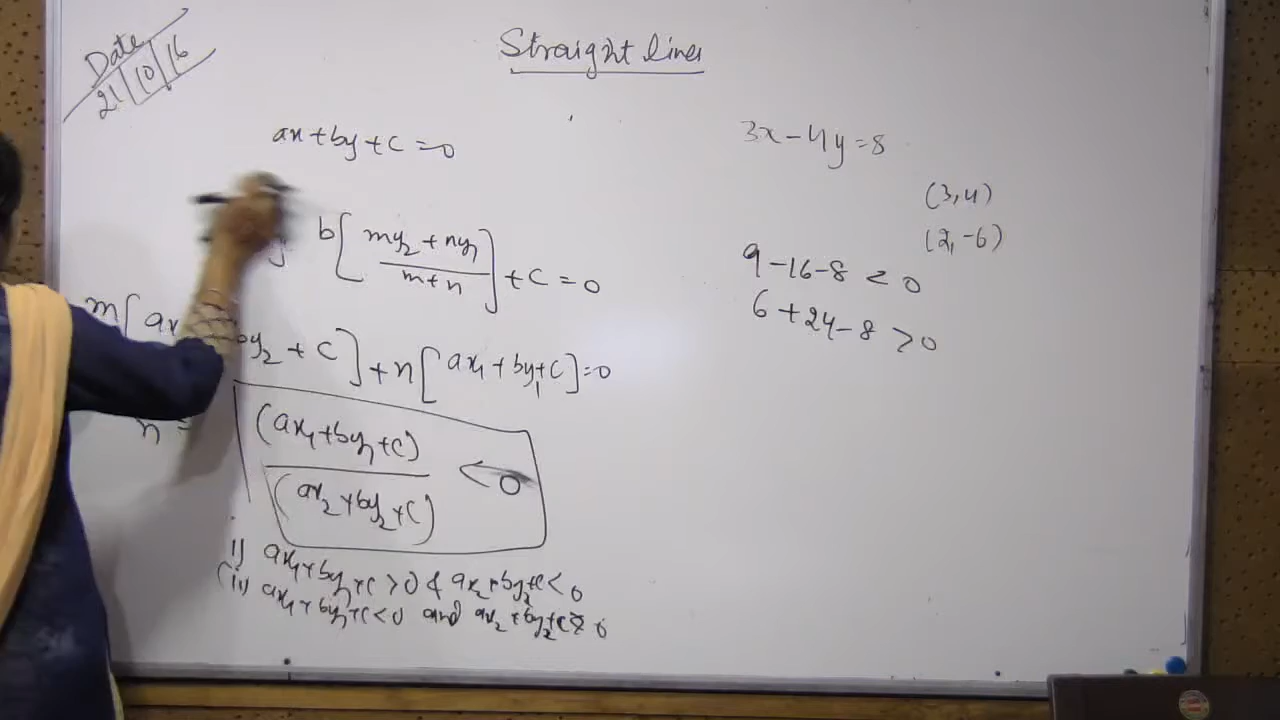 Date
21/10/16
Straight lines
ax+by+c=0
b[my₂+ny₁/m+n]+c=0
m[ax by₂+c]+n[ax₁+by₁+c]=0
n =
(ax₁+by₁+c)/(ax₂+by₂+c) <0
i) ax₁+by₁+c>0 & ax₂+by₂+c<0
(ii) ax₁+by₁+c<0 and ax₂+by₂+c
3x-4y=8
(3,4)
(2,-6)
9-16-8<0
6+24-8>0